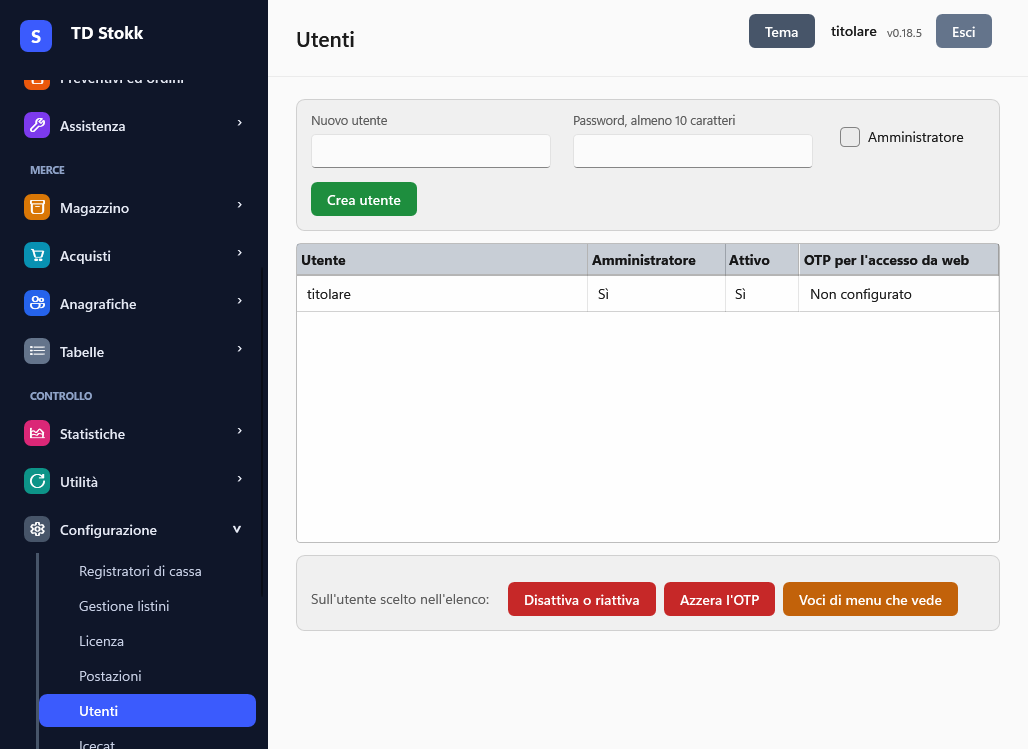 S
TD Stokk
Preventivi ed ordini
Assistenza
MERCE
Magazzino
Acquisti
Anagrafiche
Tabelle
CONTROLLO
Statistiche
Utilità
Configurazione
Registratori di cassa
Gestione listini
Licenza
Postazioni
Utenti
Icecat
Utenti
Tema
titolare
v0.18.5
Esci
Nuovo utente
Password, almeno 10 caratteri
Amministratore
Crea utente
Utente Amministratore Attivo OTP per l'accesso da web
titolare Sì Sì Non configurato
Sull'utente scelto nell'elenco: Disattiva o riattiva Azzera l'OTP Voci di menu che vede